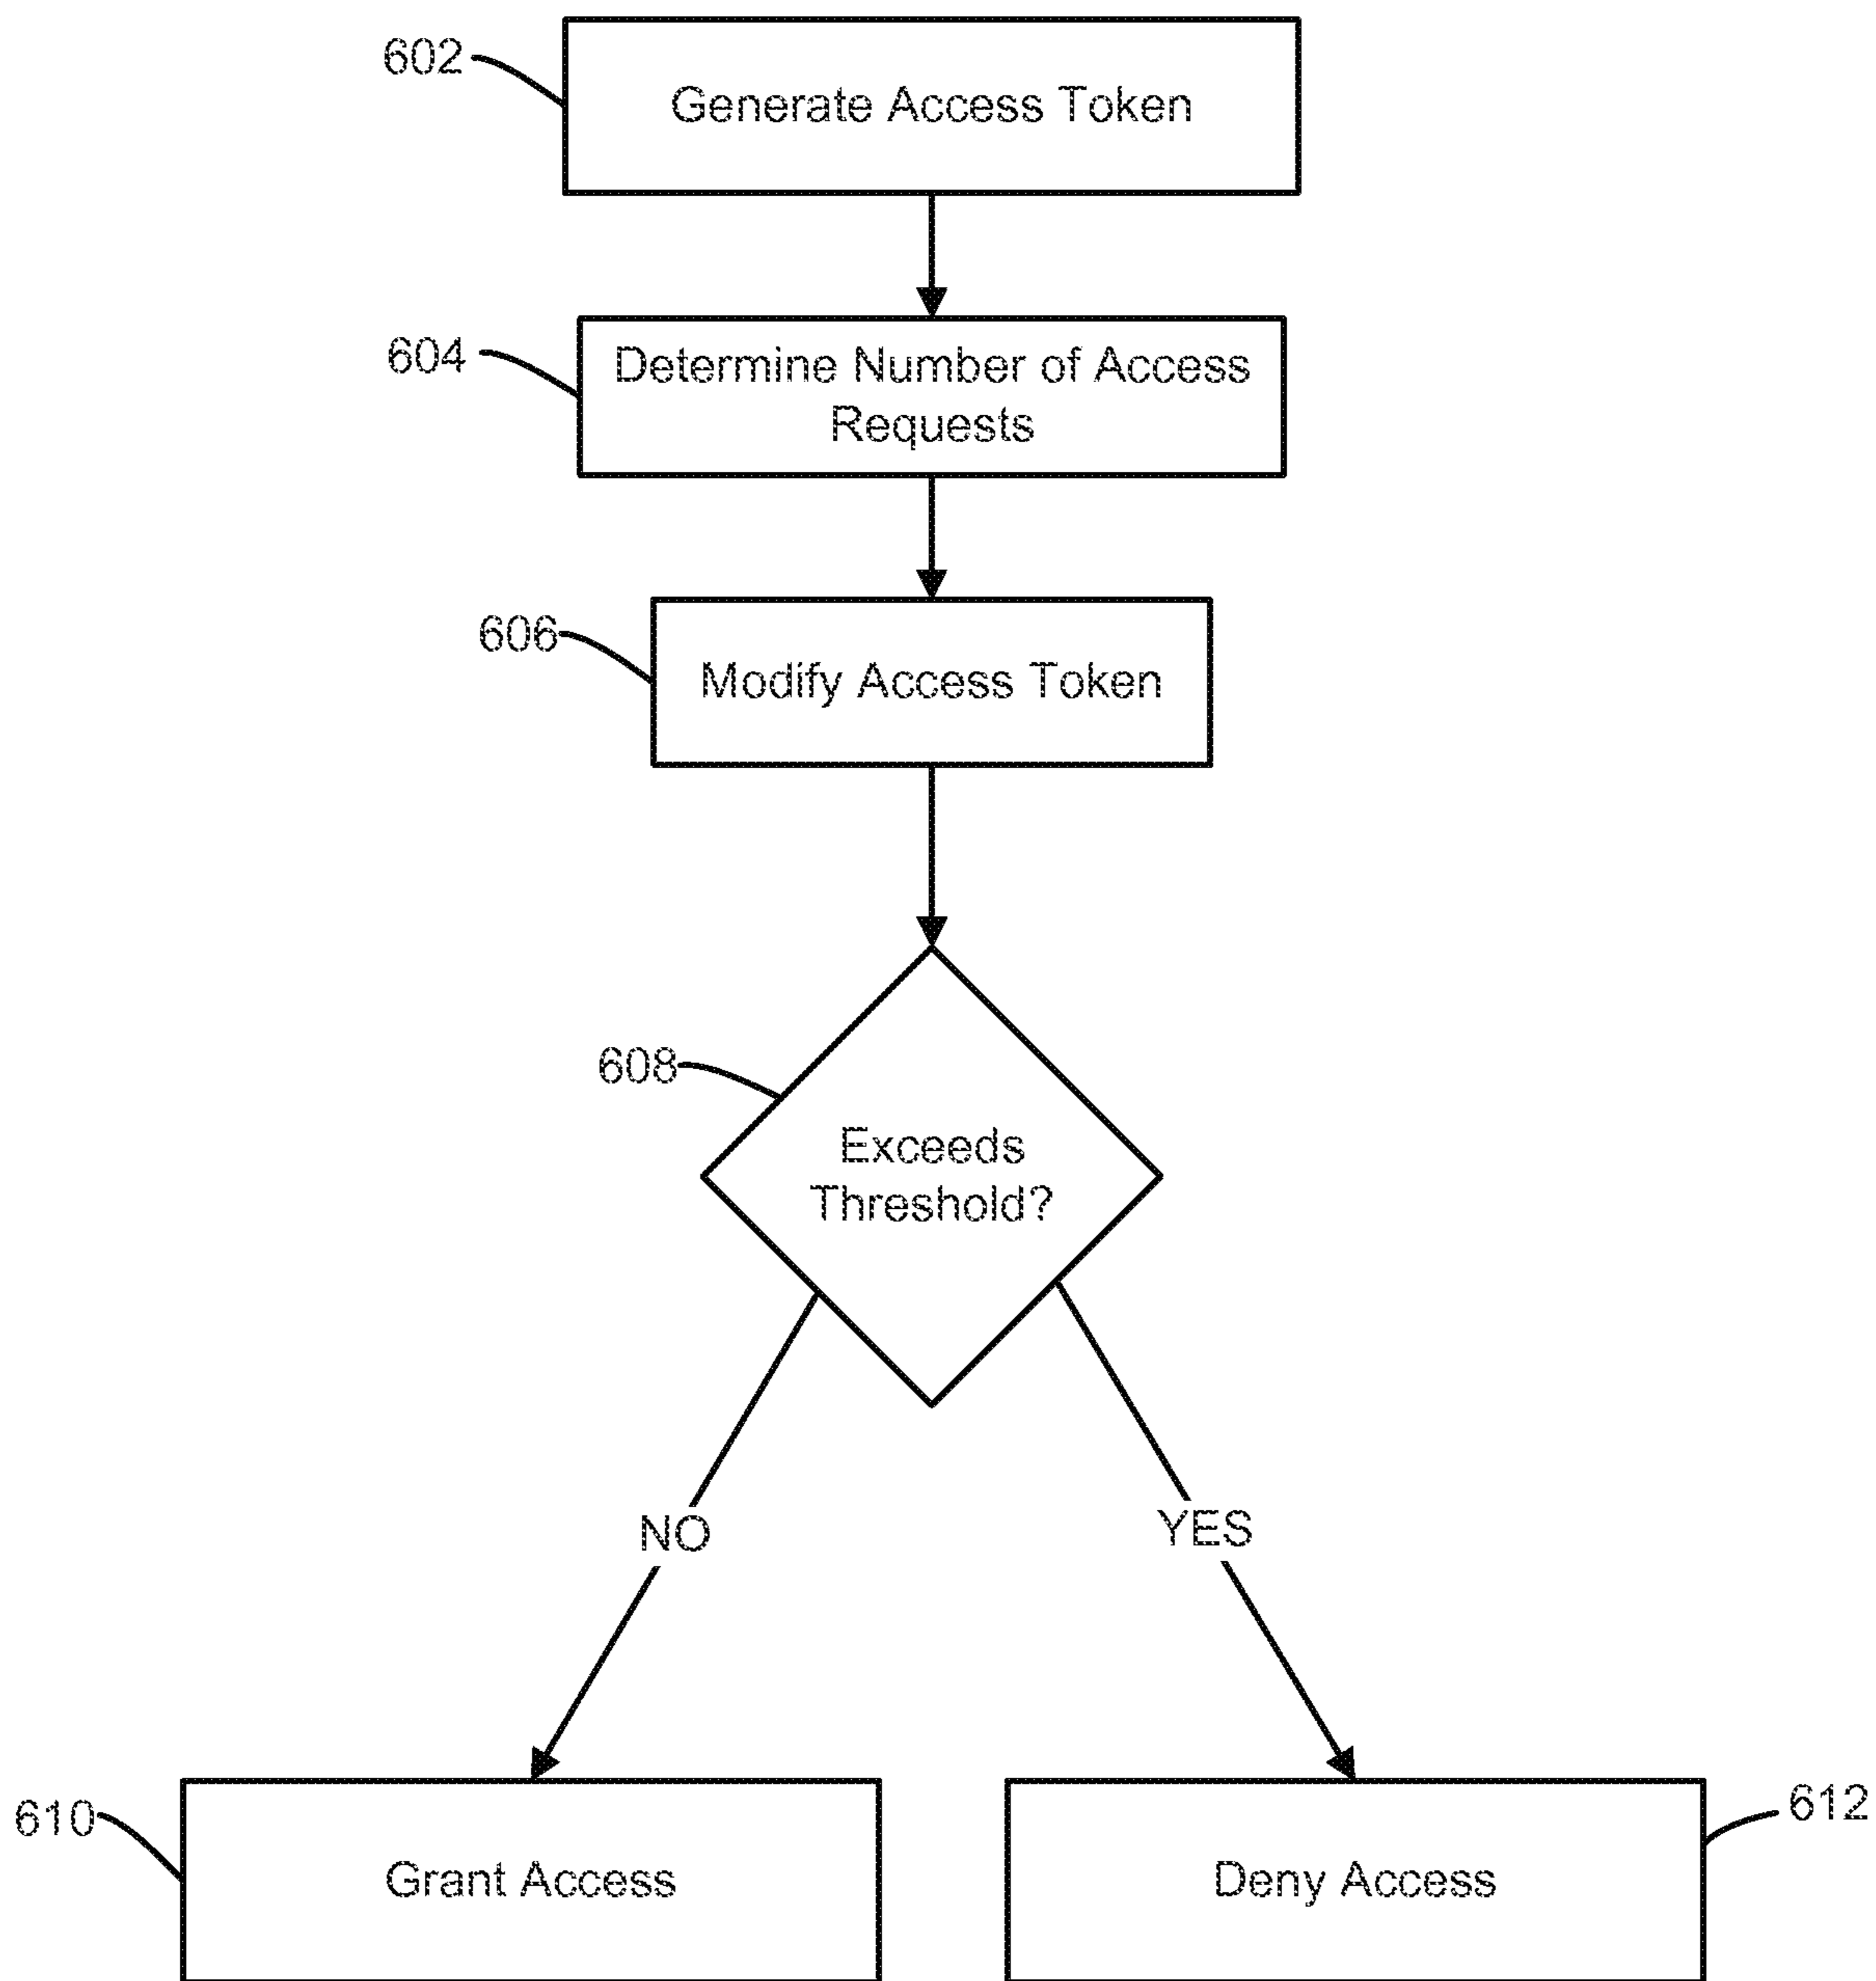 602
Generate Access Token
604
Determine Number of Access
Requests
606
Modify Access Token
608
Exceeds
Threshold?
NO
YES
610
Grant Access
Deny Access
612